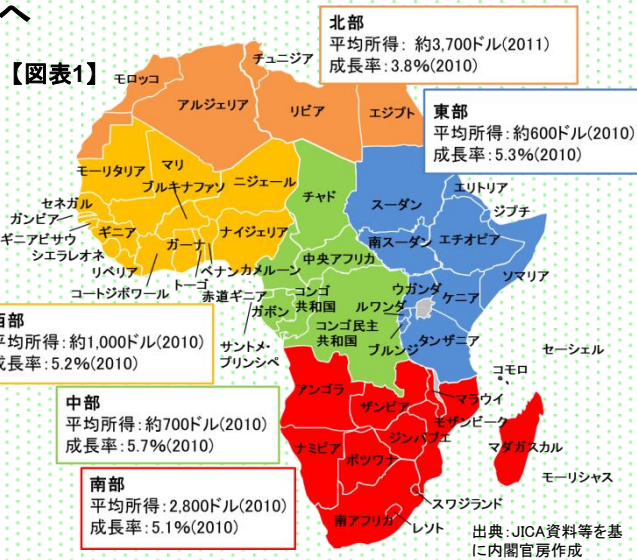 へ
【図表1】
北部
平均所得： 約3,700ドル(2011)
成長率：3.8%(2010)
東部
平均所得：約600ドル(2010)
成長率：5.3%(2010)
チュニジア
モロッコ
アルジェリア
リビア
エジプト
モーリタリア
マリ
ブルキナファソ
ニジェール
チャド
スーダン
エリトリア
ジブチ
セネガル
ガンビア
ギニアビサウ
シエラレオネ
ギニア
ガーナ
ナイジェリア
南スーダン
エチオピア
中央アフリカ
ソマリア
リベリア
コートジボワール
トーゴ
ベナン
カメルーン
赤道ギニア
ガボン
コンゴ
共和国
ウガンダ
ケニア
ルワンダ
コンゴ民主
共和国
ブルンジ
タンザニア
サントメ・
プリンシペ
セーシェル
コモロ
西部
平均所得：約1,000ドル(2010)
成長率：5.2%(2010)
中部
平均所得：約700ドル(2010)
成長率：5.7%(2010)
南部
平均所得：2,800ドル(2010)
成長率：5.1%(2010)
アンゴラ
ザンビア
マラウイ
モザンビーク
ジンバブエ
マダガスカル
ナミビア
ボツワナ
モーリシャス
スワジランド
南アフリカ
レソト
出典：JICA資料等を基
に内閣官房作成